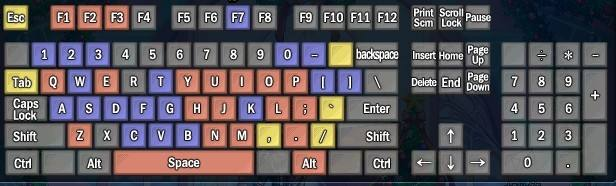 Esc F1 F2 F3 F4 F5 F6 F7 F8 F9 F10 F11 F12 Print Scrn Scroll Lock Pause
1 2 3 4 5 6 7 8 9 0 - backspace Insert Home Page Up ÷ * -
Tab Q W E R T Y U I O P [ ] \ Delete End Page Down 7 8 9 +
Caps Lock A S D F G H J K L ; ` Enter 4 5 6
Shift Z X C V B N M , . / Shift ↑ 1 2 3
Ctrl Alt Space Alt Ctrl ← ↓ → 0 .